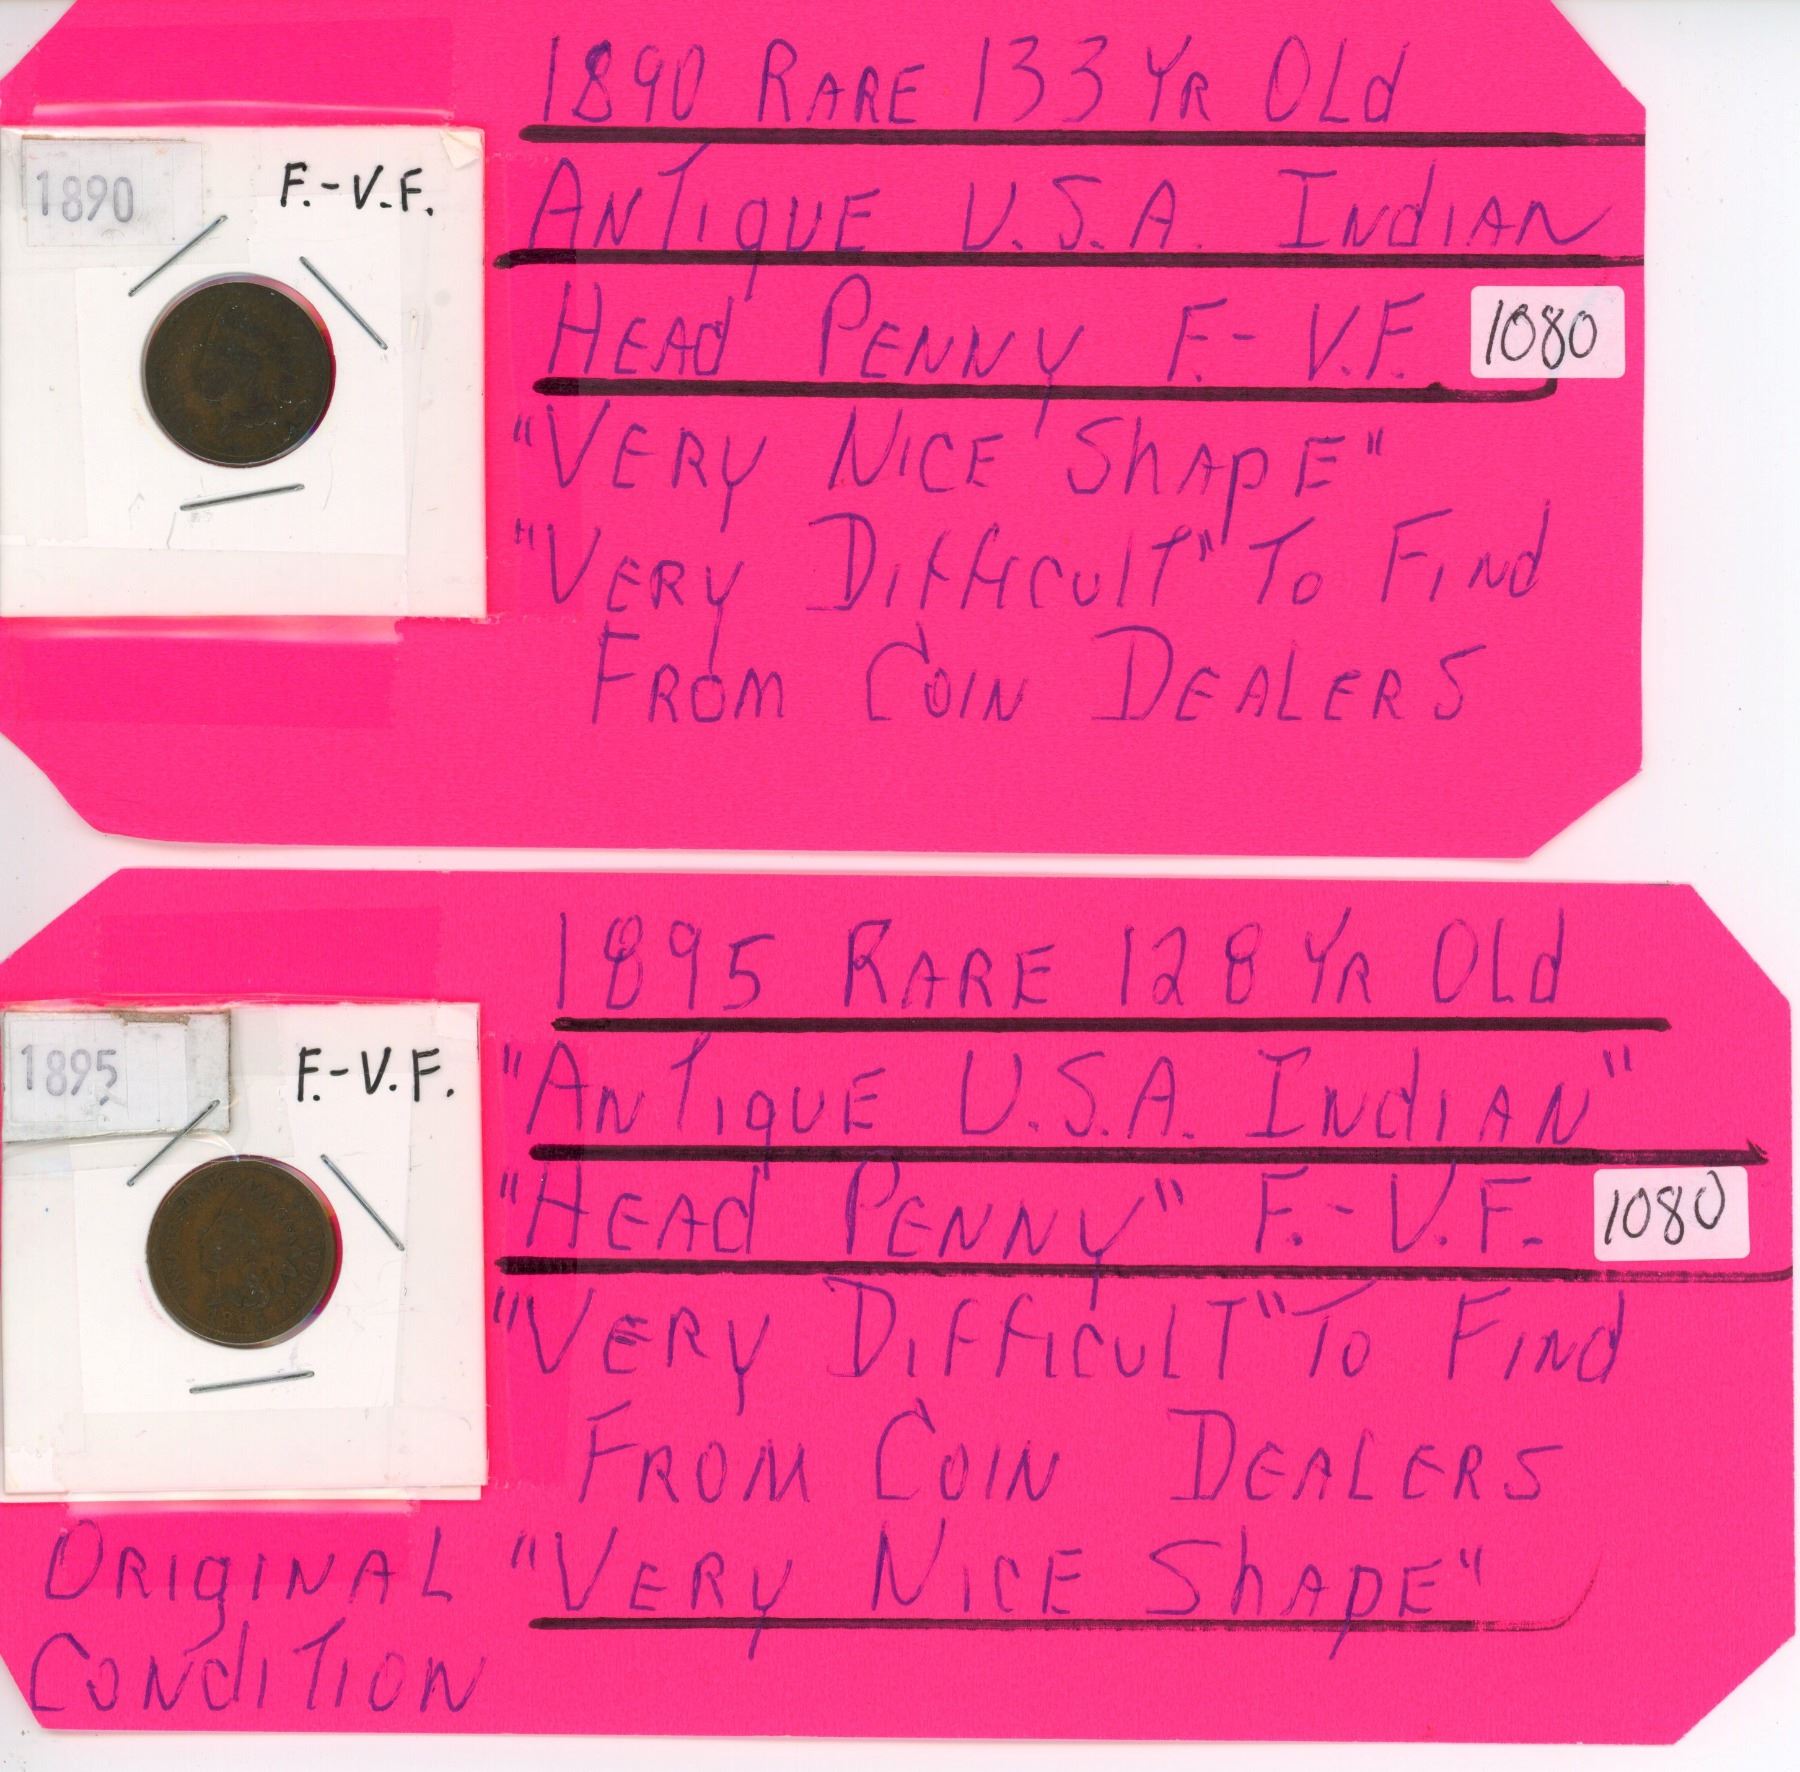 1890 RARE 133 YR OLd
1890
F.-V.F.
ANTIqUE U.S.A. INdIAN
HEAd PENNY F.-V.F.
1080
"VERY NICE ShApE"
"VERY DIffICulT" To FINd
FROM COIN DEALERS
1895 RARE 128 YR OLd
1895
F.-V.F.
"ANTIqUE U.S.A. INdIAN"
"HEAd PENNY" F.-V.F.
1080
"VERY DIffICULT" To FINd
FROM COIN DEALERS
ORIgINAL
CONdITION
"VERY NICE ShApE"